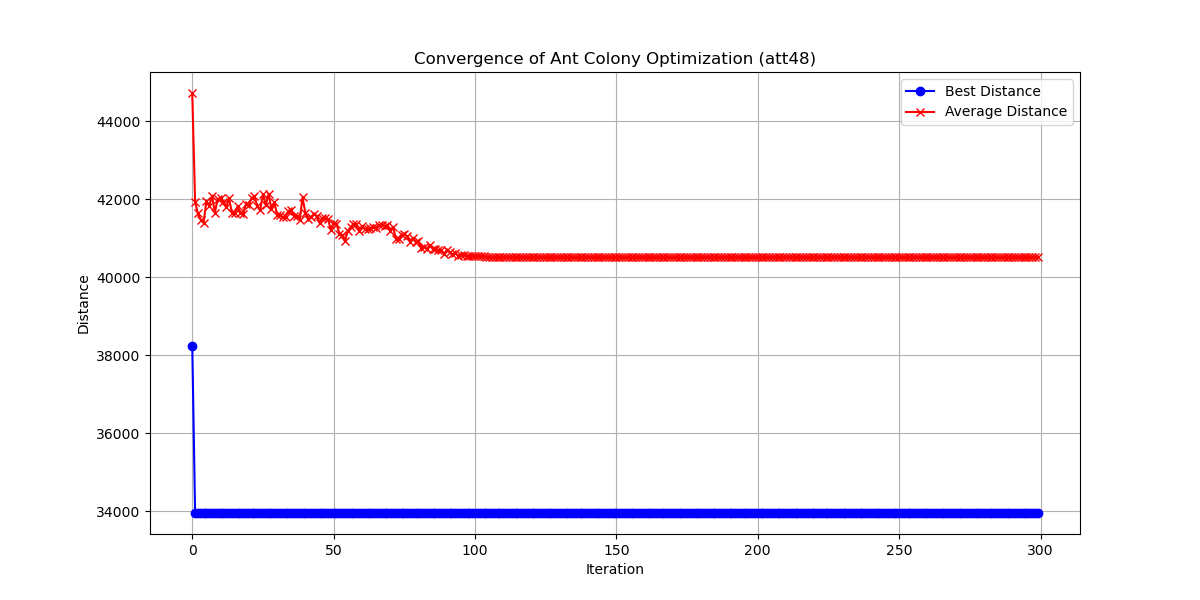 Convergence of Ant Colony Optimization (att48)
Best Distance
Average Distance
44000
42000
40000
38000
36000
34000
Distance
0 50 100 150 200 250 300
Iteration